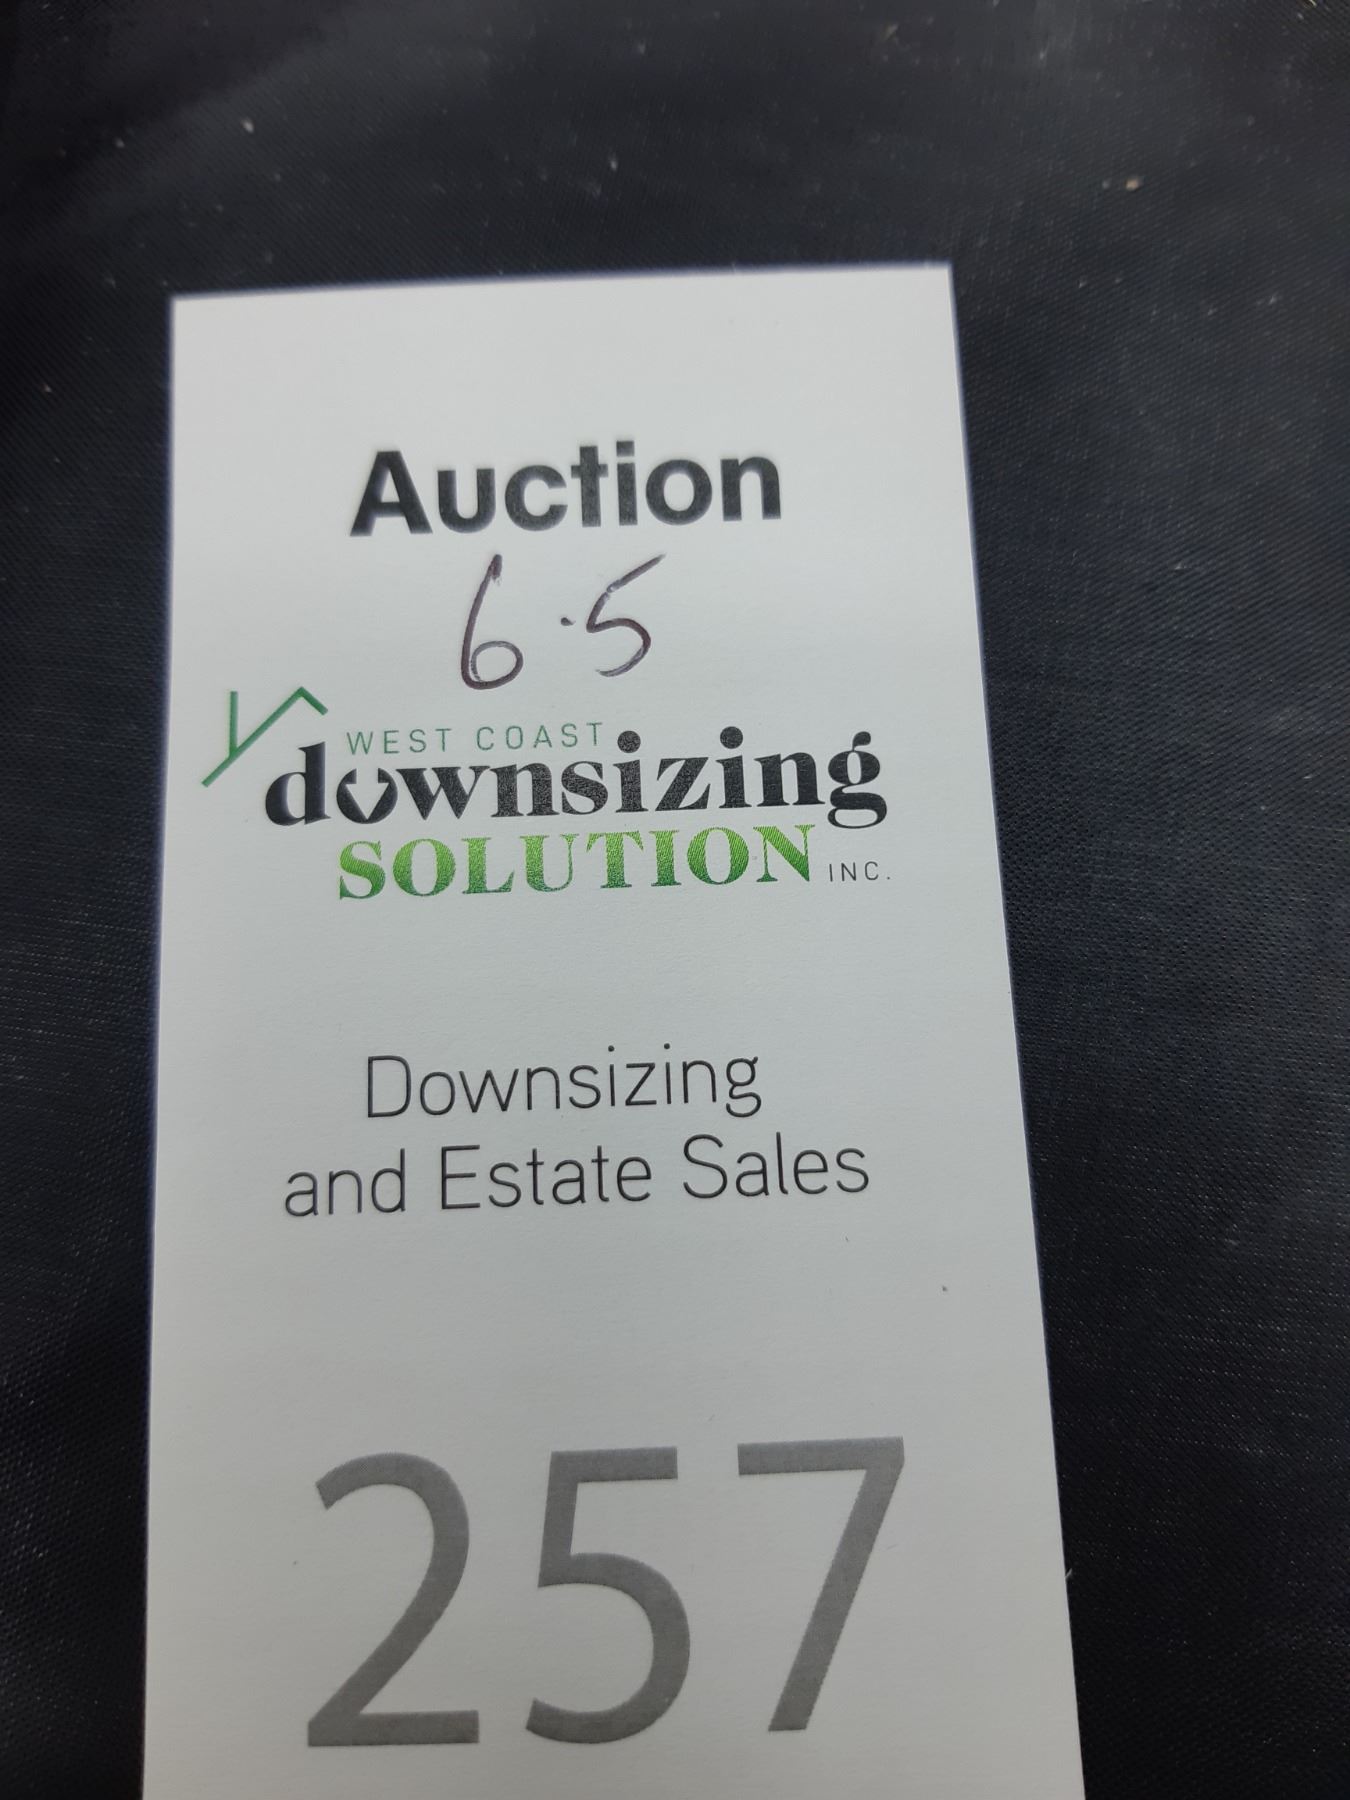 Auction
6.5
WEST COAST
downsizing
SOLUTION INC.
Downsizing
and Estate Sales
257